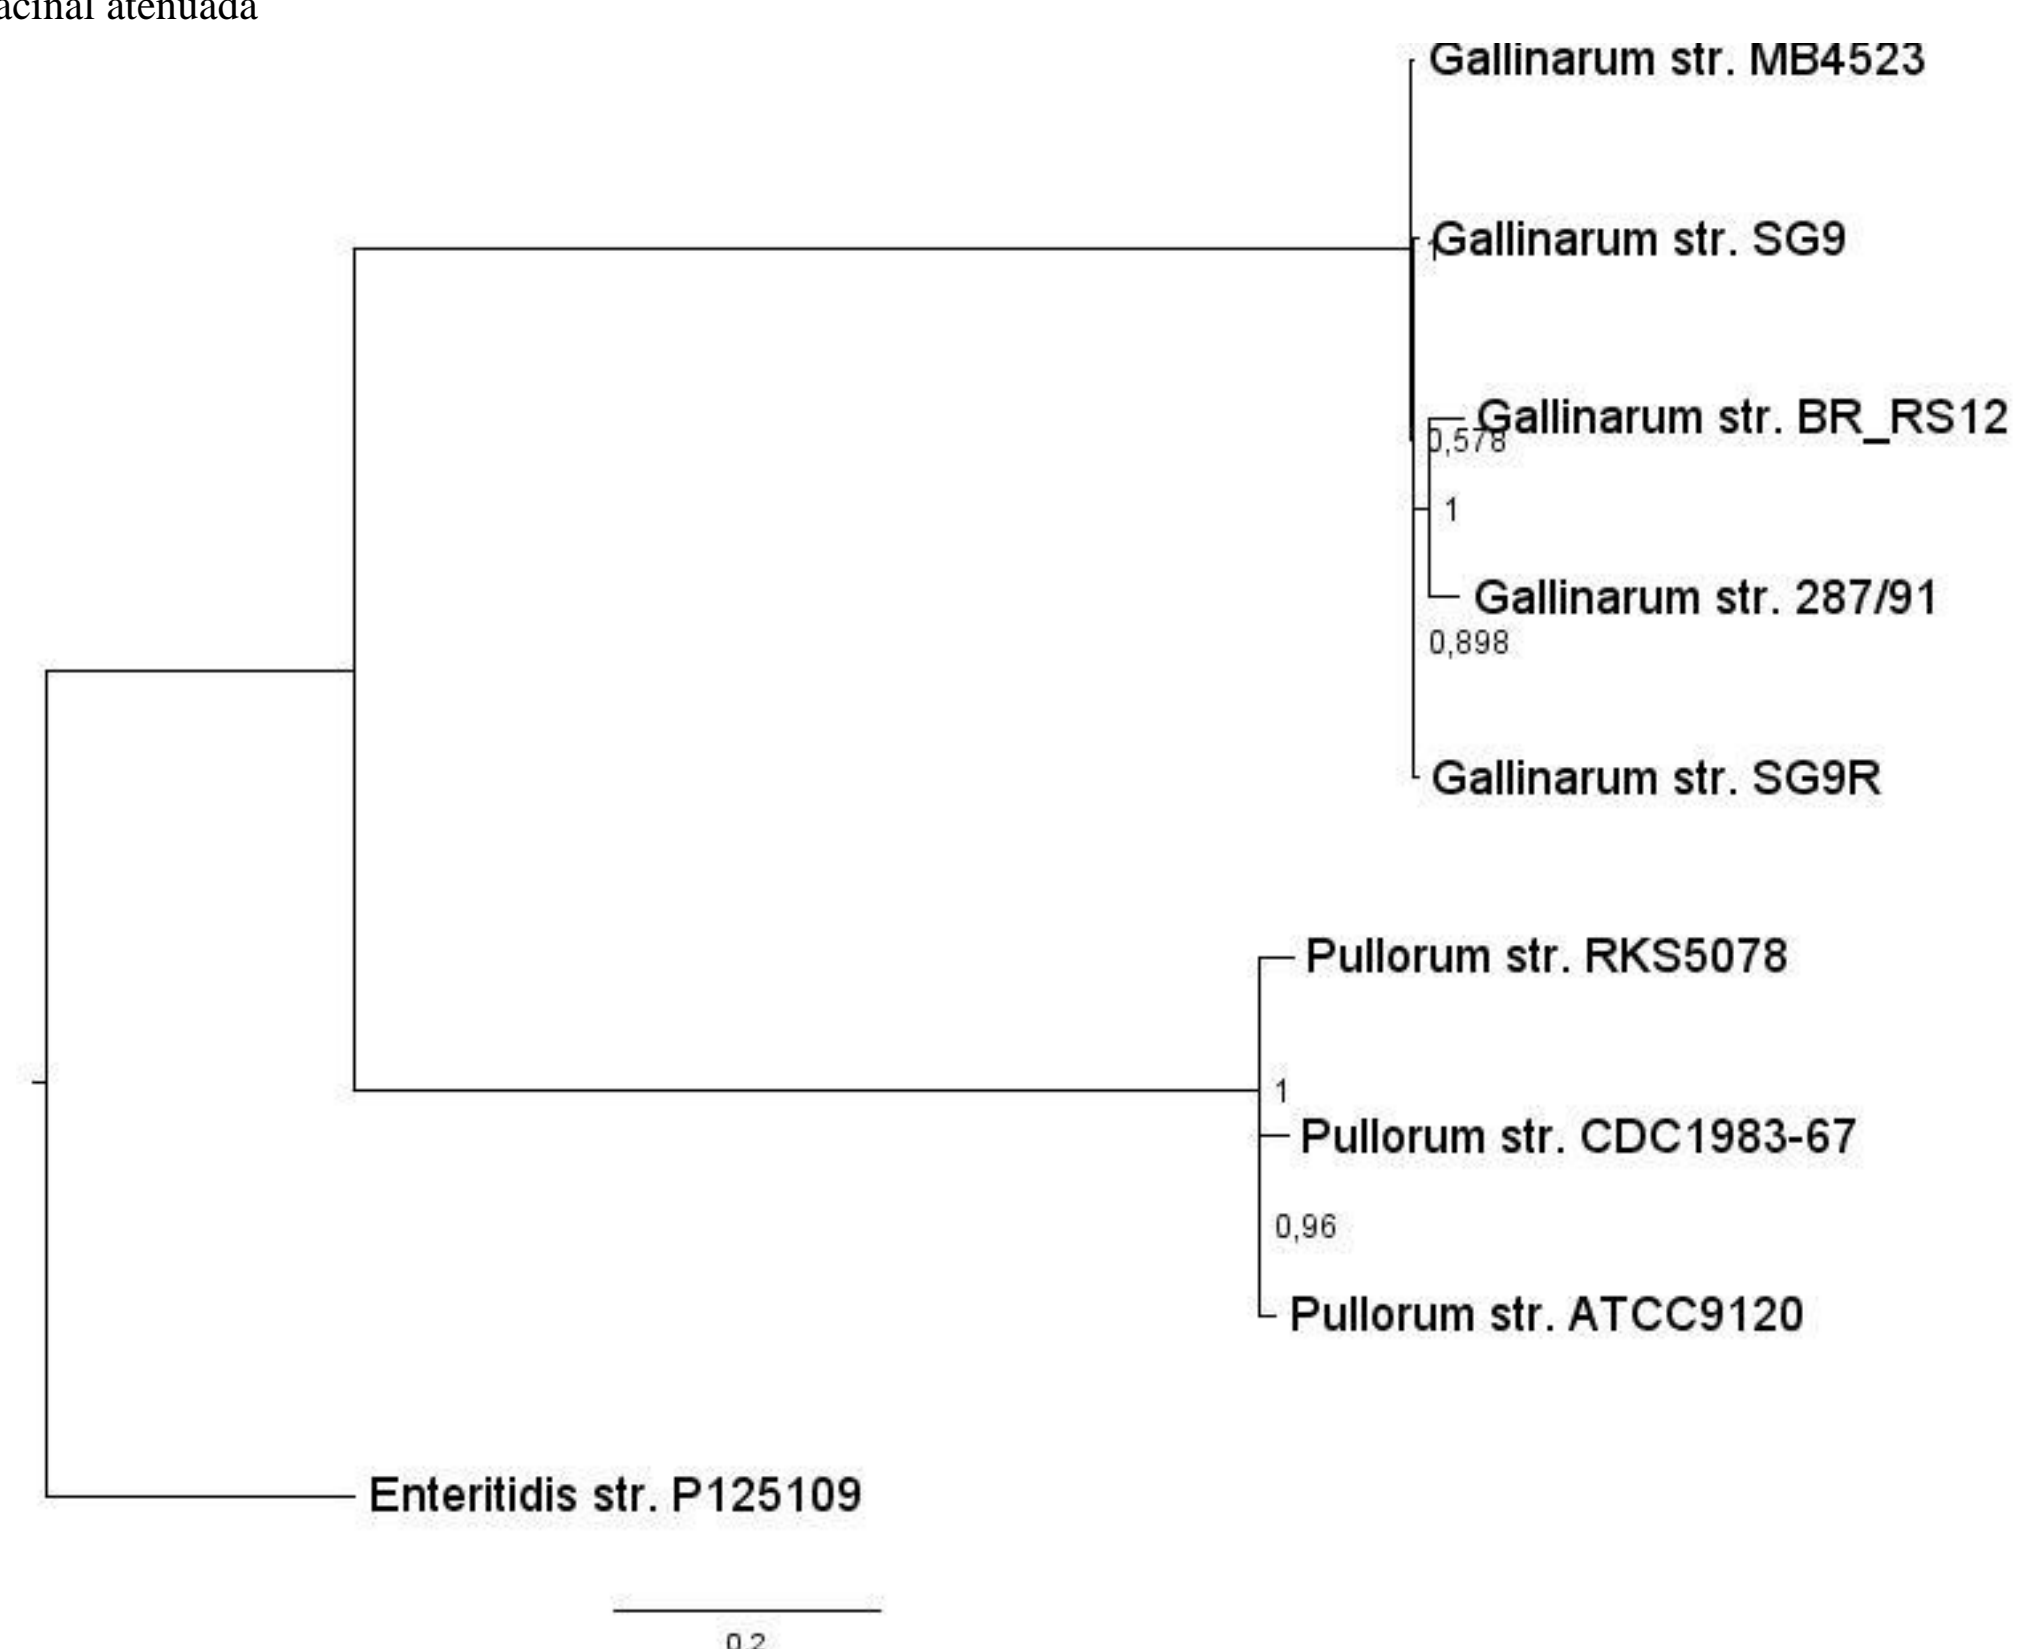 acinal atenuada
Gallinarum str. MB4523
Gallinarum str. SG9
1
Gallinarum str. BR_RS12
0,578
1
Gallinarum str. 287/91
0,898
Gallinarum str. SG9R
Pullorum str. RKS5078
1
Pullorum str. CDC1983-67
0,96
Pullorum str. ATCC9120
Enteritidis str. P125109
0.2